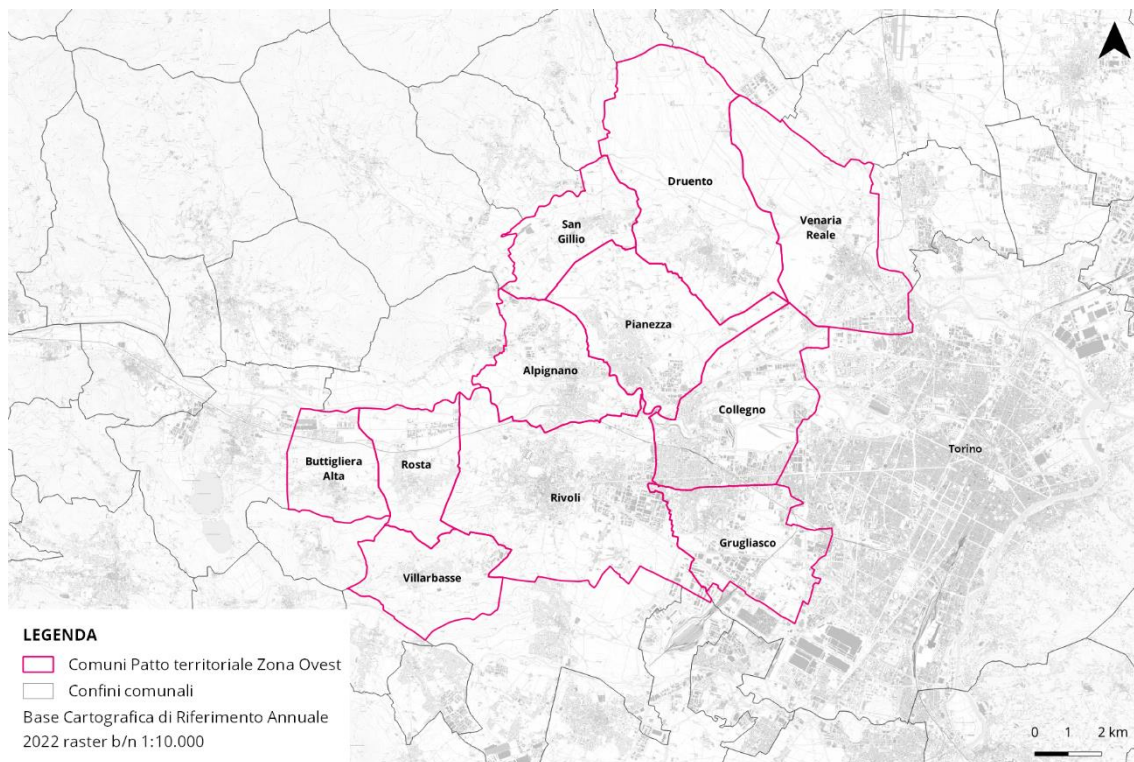 Druento
San
Gillio
Venaria
Reale
Pianezza
Alpignano
Collegno
Torino
Buttigliera
Alta
Rosta
Rivoli
Grugliasco
Villarbasse
LEGENDA
Comuni Patto territoriale Zona Ovest
Confini comunali
Base Cartografica di Riferimento Annuale
2022 raster b/n 1:10.000
0 1 2 km